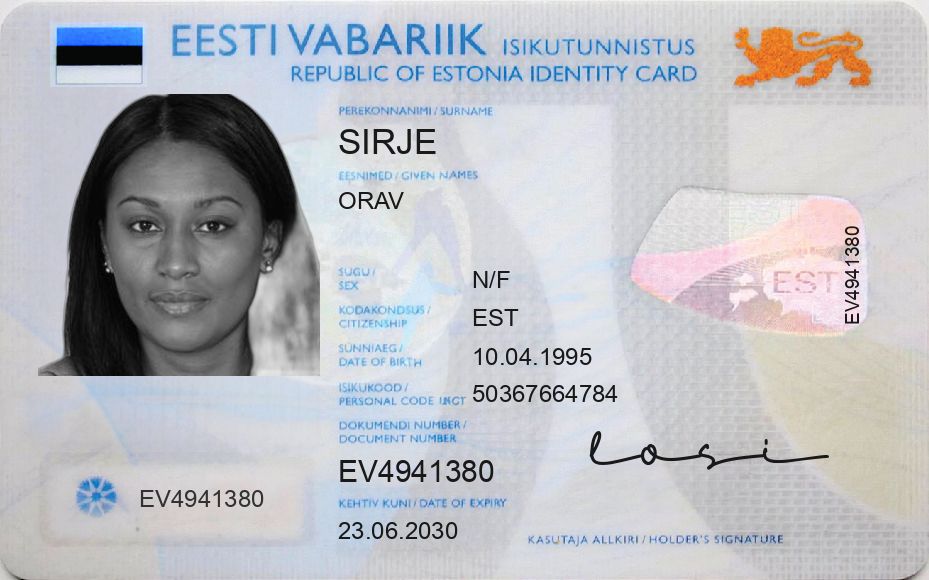 EESTI VABARIIK ISIKUTUNNISTUS
REPUBLIC OF ESTONIA IDENTITY CARD
PEREKONNANIMI / SURNAME
SIRJE
EESNIMED / GIVEN NAMES
ORAV
SUGU /
SEX
N/F
KODAKONDSUS /
CITIZENSHIP
EST
SÜNNIAEG /
DATE OF BIRTH
10.04.1995
ISIKUKOOD /
PERSONAL CODE
50367664784
DOKUMENDI NUMBER /
DOCUMENT NUMBER
EV4941380
KEHTIV KUNI / DATE OF EXPIRY
23.06.2030
EV4941380
EST
EV4941380
KASUTAJA ALLKIRI / HOLDER'S SIGNATURE